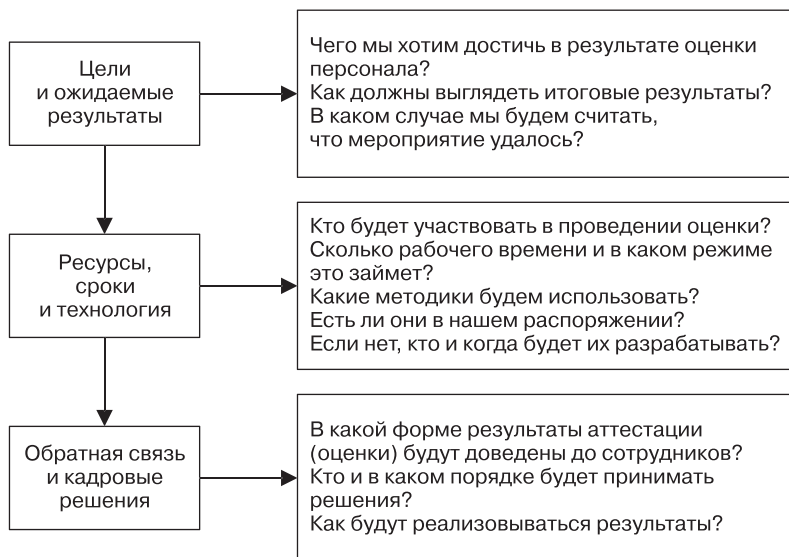 Цели
и ожидаемые
результаты
Чего мы хотим достичь в результате оценки
персонала?
Как должны выглядеть итоговые результаты?
В каком случае мы будем считать,
что мероприятие удалось?
Ресурсы,
сроки
и технология
Кто будет участвовать в проведении оценки?
Сколько рабочего времени и в каком режиме
это займет?
Какие методики будем использовать?
Есть ли они в нашем распоряжении?
Если нет, кто и когда будет их разрабатывать?
Обратная связь
и кадровые
решения
В какой форме результаты аттестации
(оценки) будут доведены до сотрудников?
Кто и в каком порядке будет принимать
решения?
Как будут реализовываться результаты?